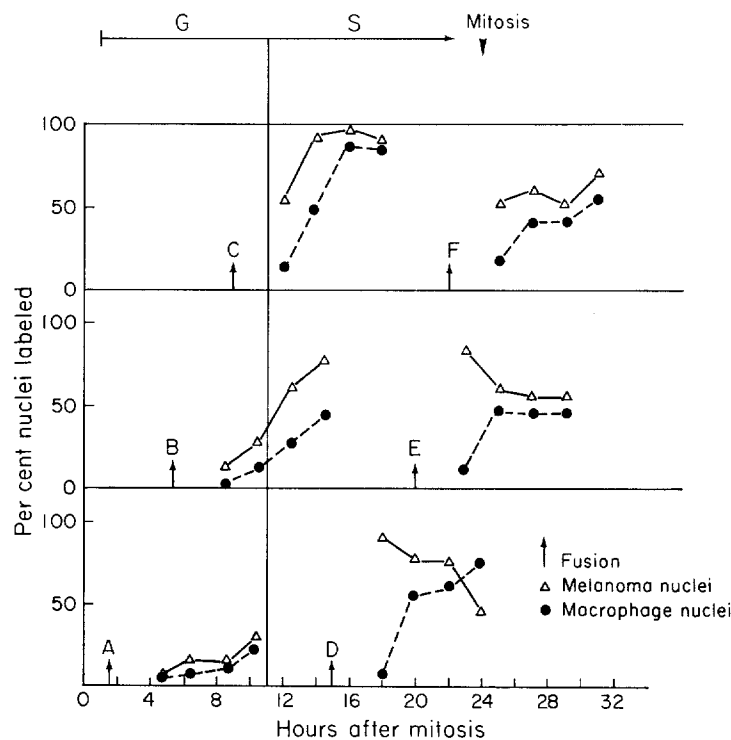 Mitosis
G S
100
50
0
C F
Per cent nuclei labeled
100
50
0
B E
100
50
A D
Fusion
Melanoma nuclei
Macrophage nuclei
0 4 8 12 16 20 24 28 32
Hours after mitosis